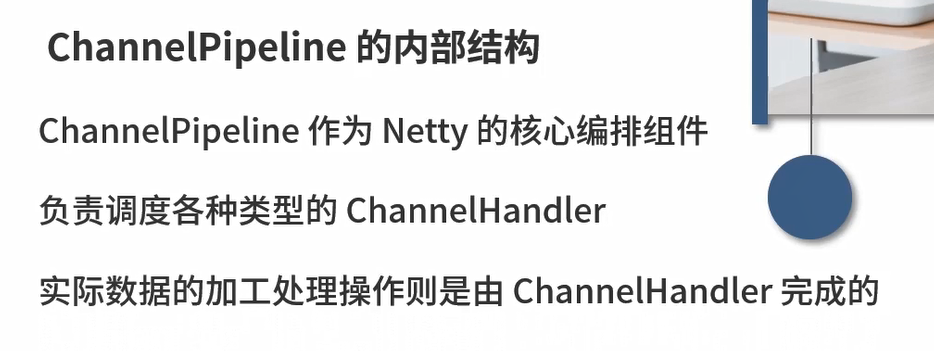 ChannelPipeline 的内部结构
ChannelPipeline 作为 Netty 的核心编排组件
负责调度各种类型的 ChannelHandler
实际数据的加工处理操作则是由 ChannelHandler 完成的